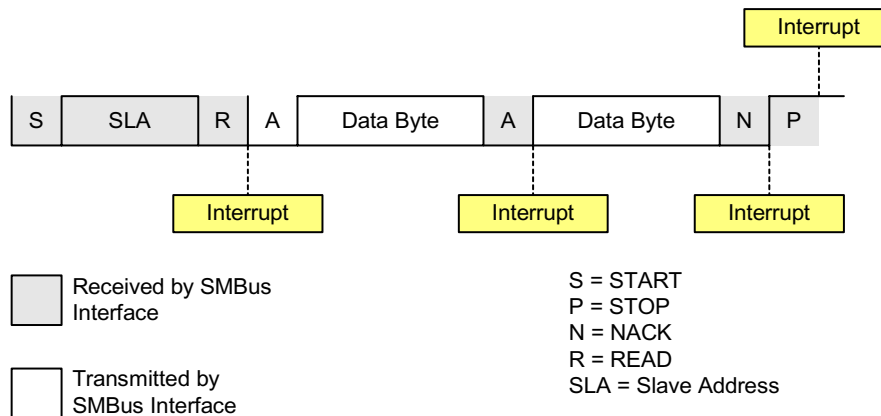 Interrupt
S SLA R A Data Byte A Data Byte N P
Interrupt Interrupt Interrupt
Received by SMBus
Interface
Transmitted by
SMBus Interface
S = START
P = STOP
N = NACK
R = READ
SLA = Slave Address